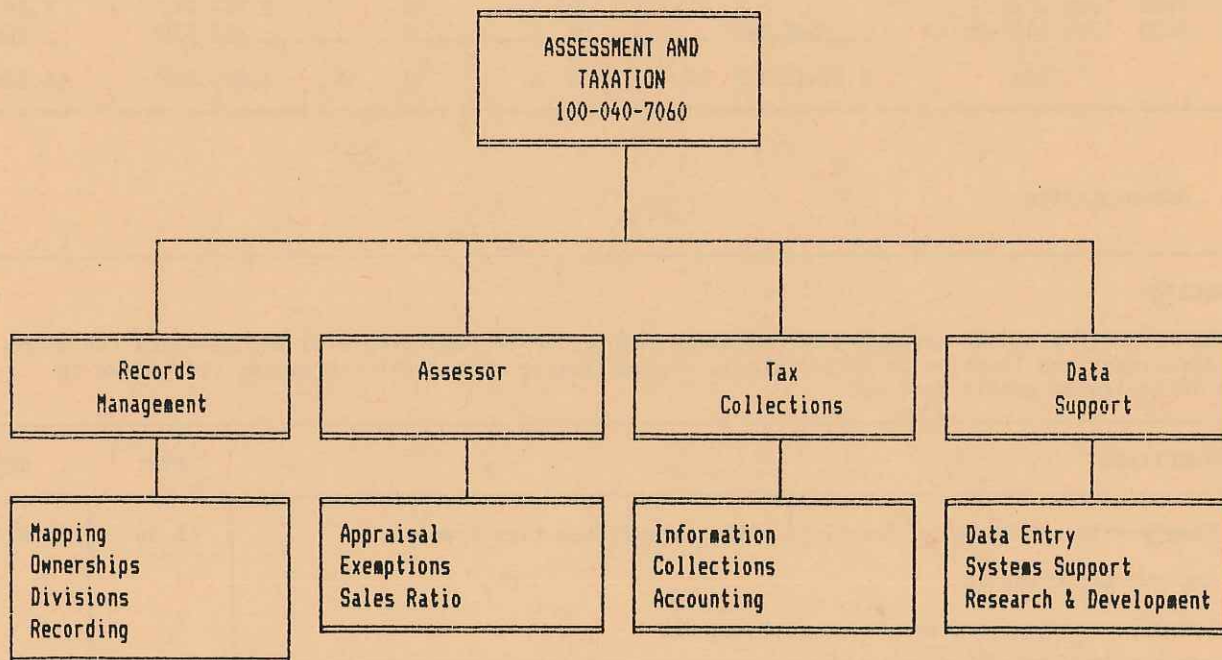 ASSESSMENT AND
TAXATION
100-040-7060
Records
Management
Assessor
Tax
Collections
Data
Support
Mapping
Ownerships
Divisions
Recording
Appraisal
Exemptions
Sales Ratio
Information
Collections
Accounting
Data Entry
Systems Support
Research & Development